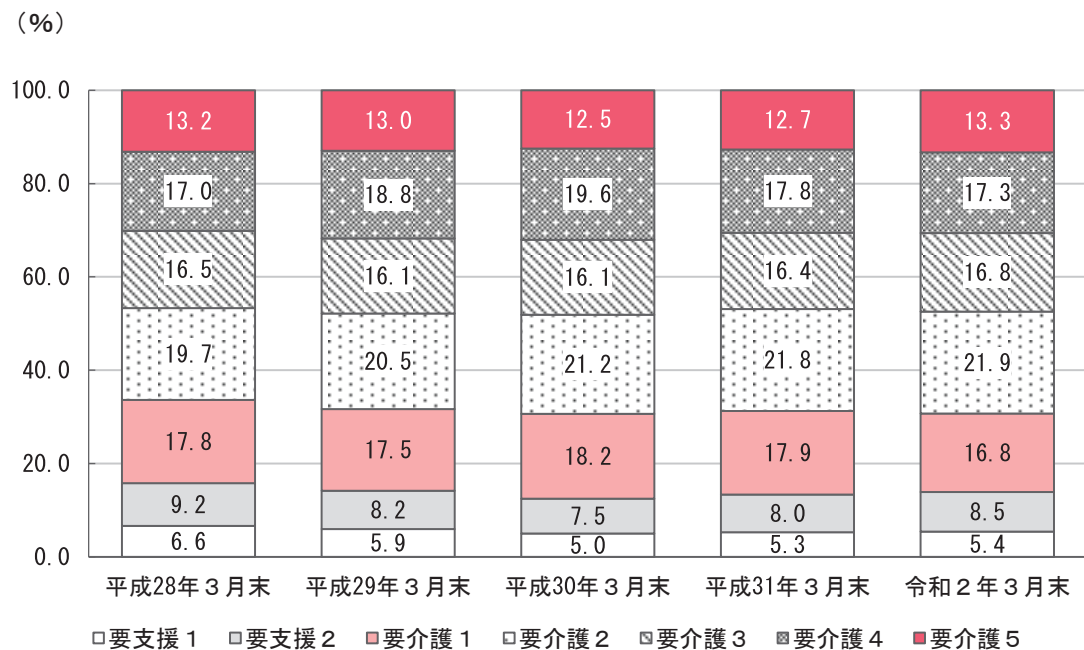 （%）
100.0 13.2 13.0 12.5 12.7 13.3
80.0 17.0 18.8 19.6 17.8 17.3
60.0 16.5 16.1 16.1 16.4 16.8
40.0 19.7 20.5 21.2 21.8 21.9
20.0 17.8 17.5 18.2 17.9 16.8
9.2 8.2 7.5 8.0 8.5
0.0 6.6 5.9 5.0 5.3 5.4
平成28年３月末 平成29年３月末 平成30年３月末 平成31年３月末 令和２年３月末
要支援１ 要支援２ 要介護１ 要介護２ 要介護３ 要介護４ 要介護５